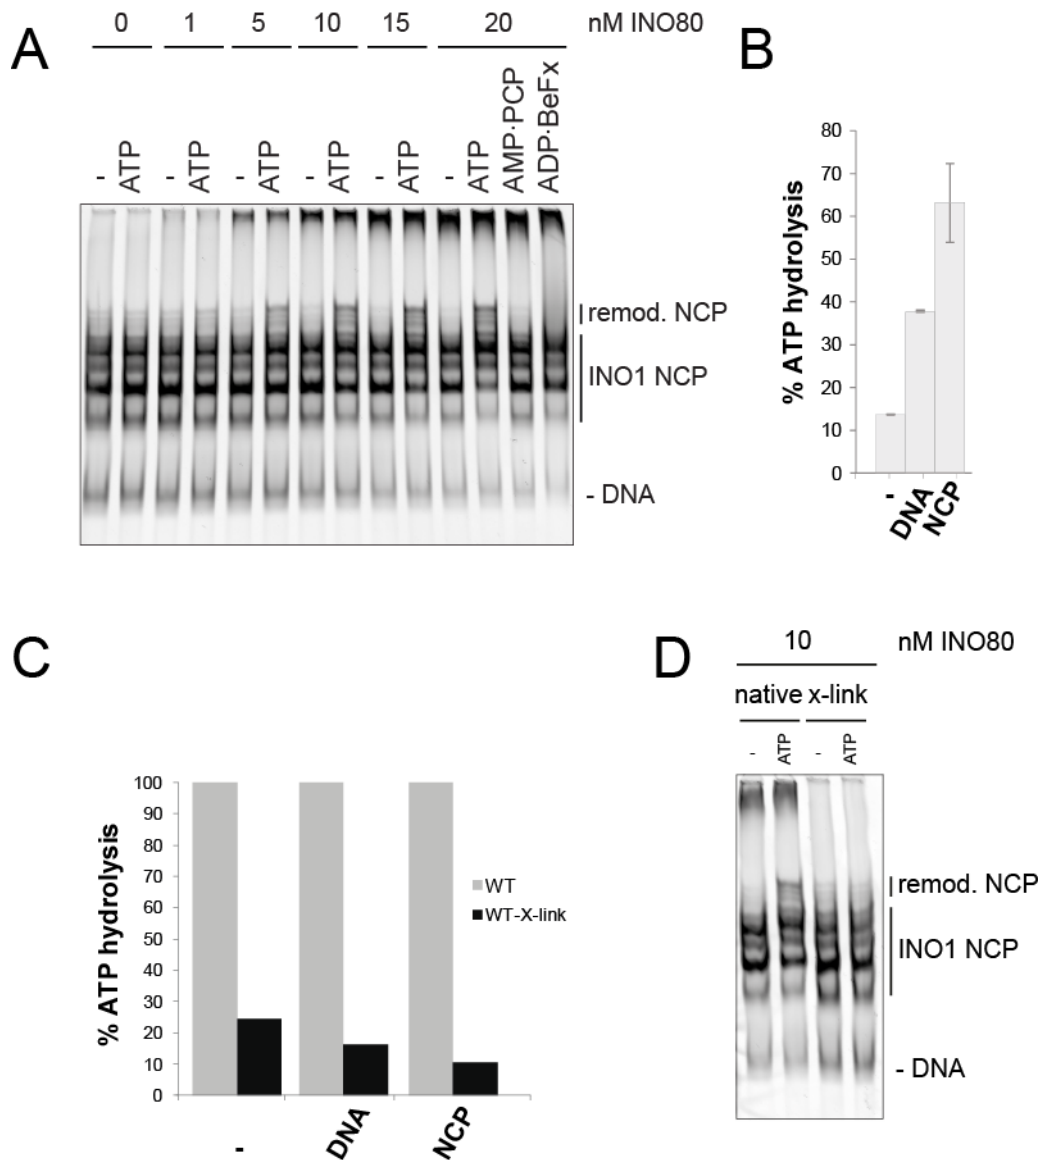 A
0 1 5 10 15 20 nM INO80
- ATP - ATP - ATP - ATP - ATP - ATP AMP·PCP ADP·BeFx
remod. NCP
INO1 NCP
- DNA
B
% ATP hydrolysis
80
70
60
50
40
30
20
10
0
- DNA NCP
C
% ATP hydrolysis
100
90
80
70
60
50
40
30
20
10
0
- DNA NCP
WT
WT-X-link
D
10 nM INO80
native x-link
- ATP - ATP
remod. NCP
INO1 NCP
- DNA